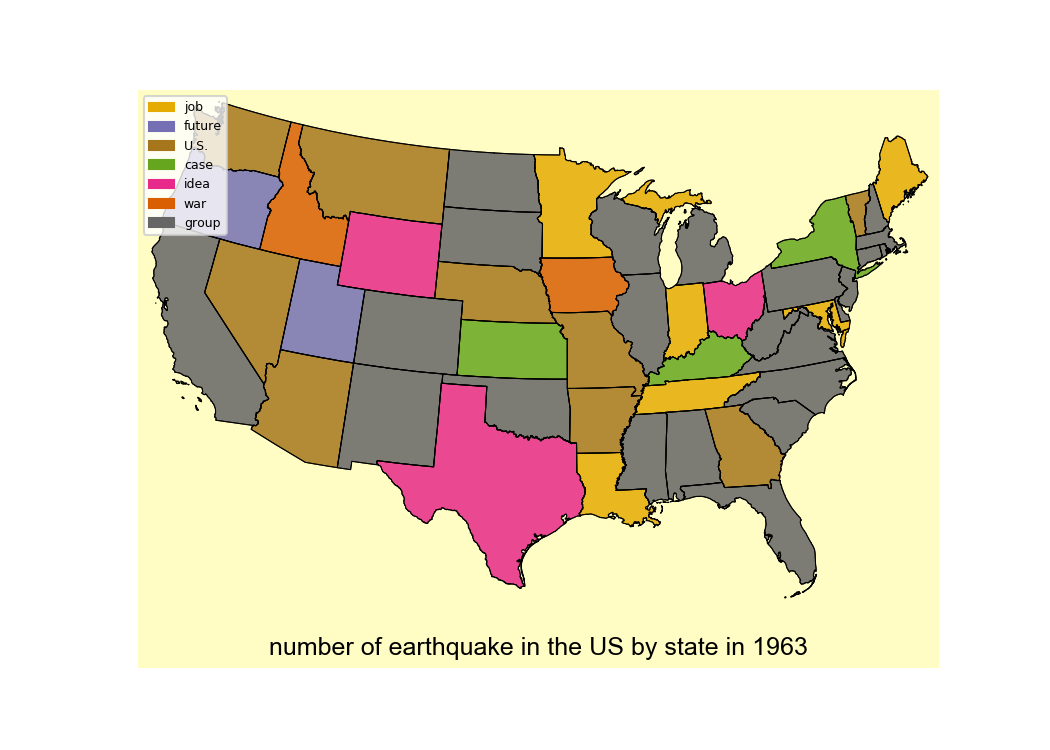 job
future
U.S.
case
idea
war
group
number of earthquake in the US by state in 1963